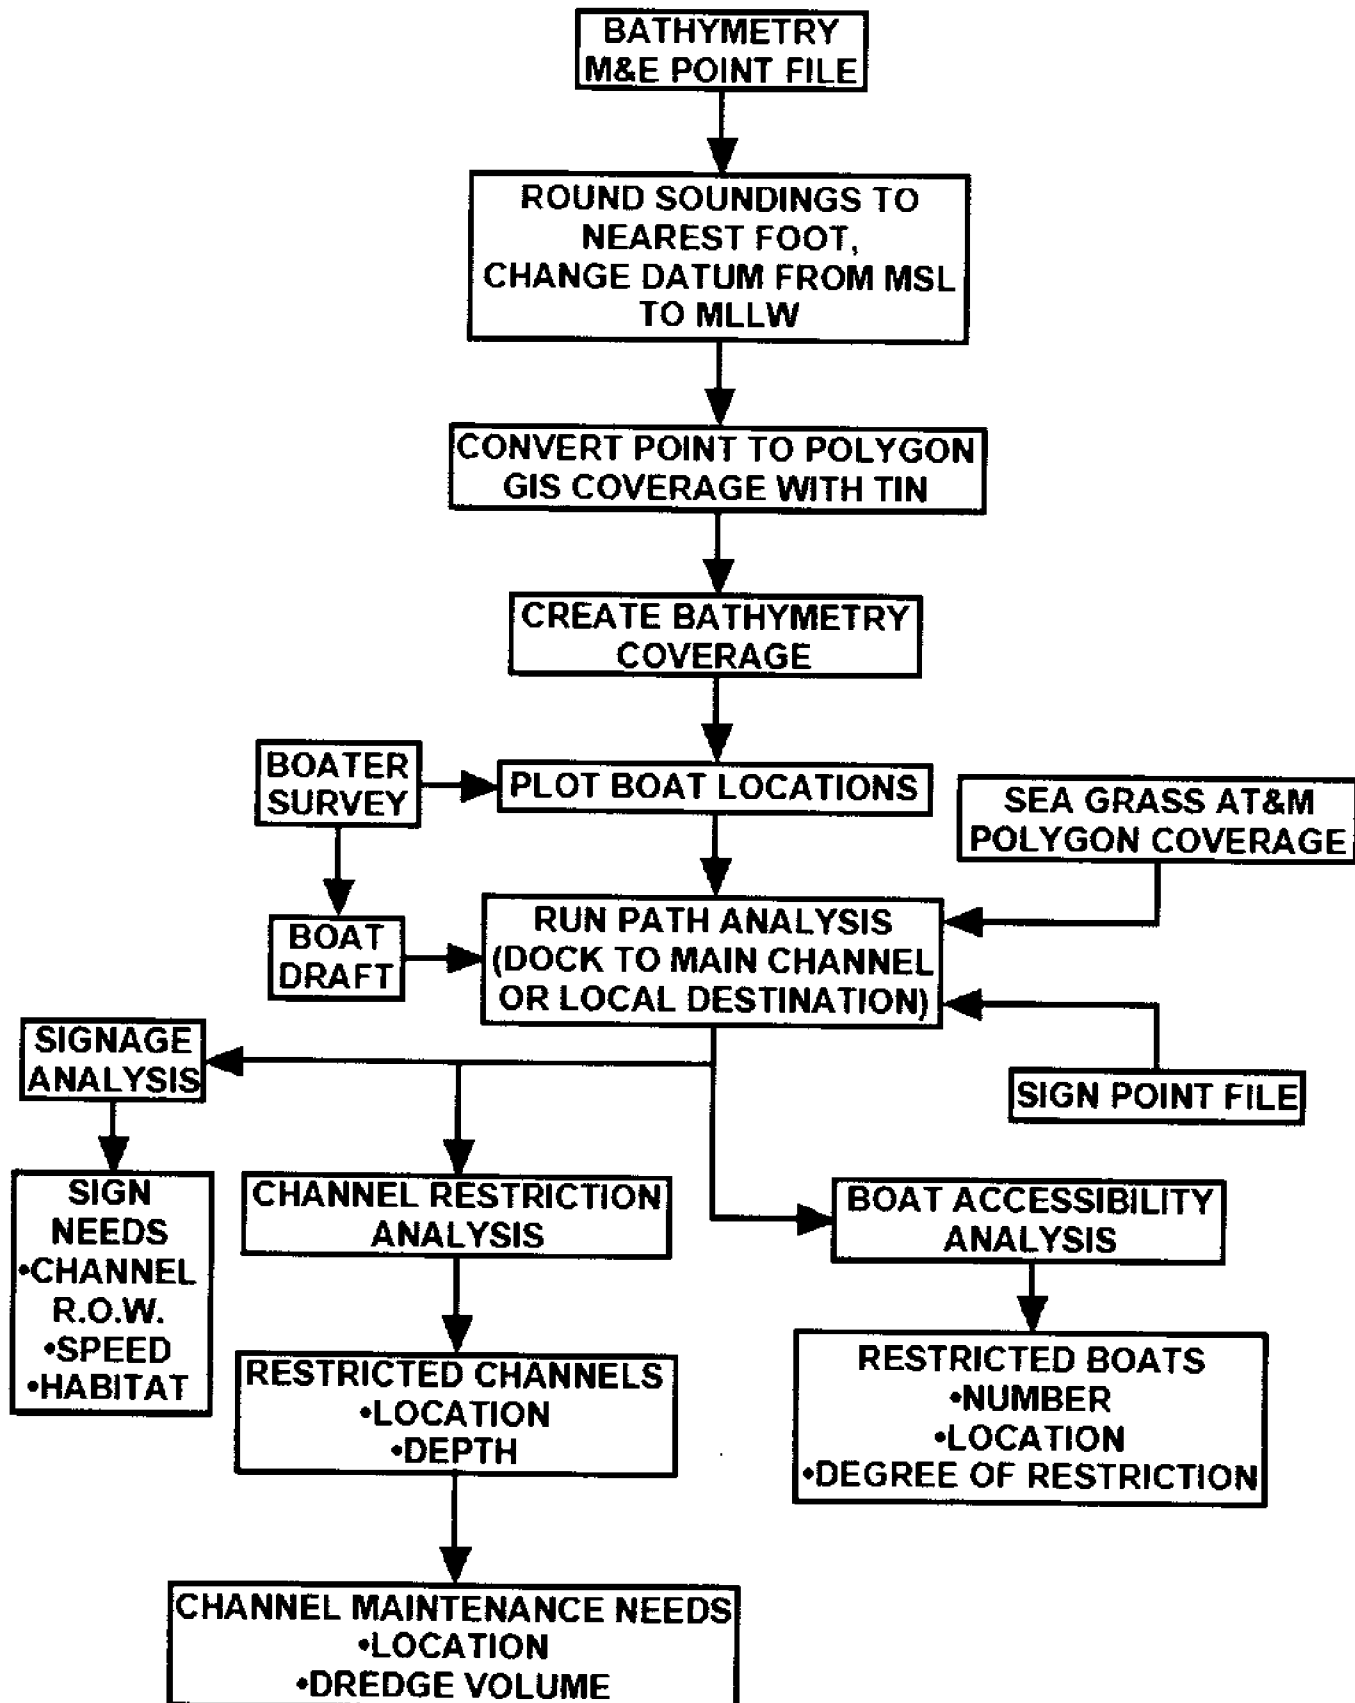 BATHYMETRY
M&E POINT FILE
ROUND SOUNDINGS TO
NEAREST FOOT,
CHANGE DATUM FROM MSL
TO MLLW
CONVERT POINT TO POLYGON
GIS COVERAGE WITH TIN
CREATE BATHYMETRY
COVERAGE
BOATER
SURVEY
PLOT BOAT LOCATIONS
SEA GRASS AT&M
POLYGON COVERAGE
BOAT
DRAFT
RUN PATH ANALYSIS
(DOCK TO MAIN CHANNEL
OR LOCAL DESTINATION)
SIGNAGE
ANALYSIS
SIGN POINT FILE
SIGN
NEEDS
•CHANNEL
R.O.W.
•SPEED
•HABITAT
CHANNEL RESTRICTION
ANALYSIS
BOAT ACCESSIBILITY
ANALYSIS
RESTRICTED CHANNELS
•LOCATION
•DEPTH
RESTRICTED BOATS
•NUMBER
•LOCATION
•DEGREE OF RESTRICTION
CHANNEL MAINTENANCE NEEDS
•LOCATION
•DREDGE VOLUME